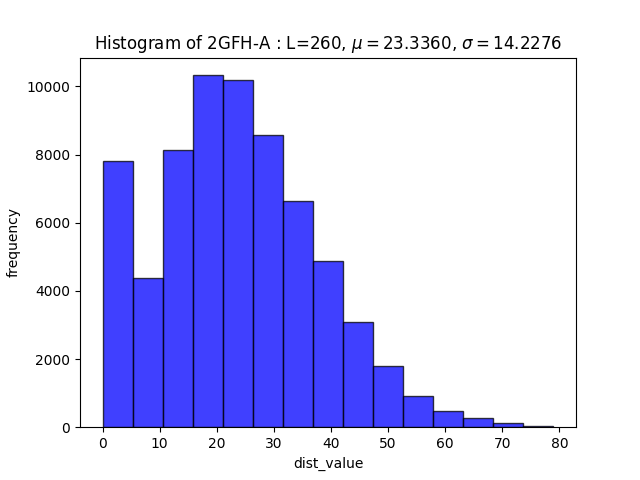 Histogram of 2GFH-A : L=260, μ = 23.3360, σ = 14.2276
10000
8000
6000
4000
2000
0
frequency
0 10 20 30 40 50 60 70 80
dist_value